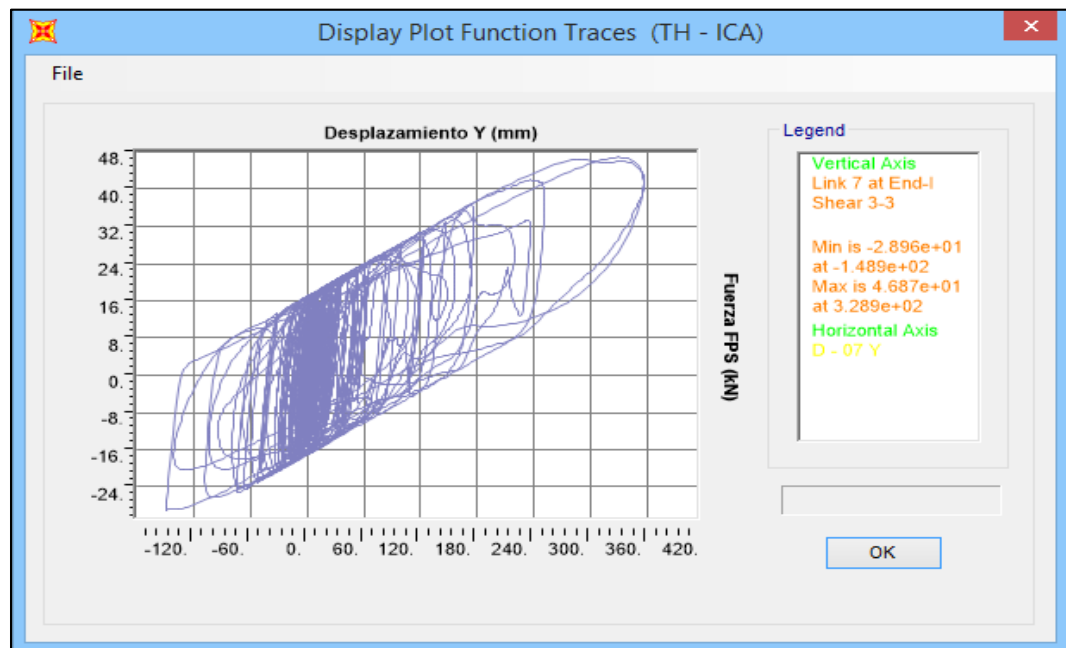 Display Plot Function Traces (TH - ICA)
File
Desplazamiento Y (mm)
48.
40.
32.
24.
16.
8.
0.
-8.
-16.
-24.
-120. -60. 0. 60. 120. 180. 240. 300. 360. 420.
Fuerza FPS (kN)
Legend
Vertical Axis
Link 7 at End-I
Shear 3-3
Min is -2.896e+01
at -1.489e+02
Max is 4.687e+01
at 3.289e+02
Horizontal Axis
D - 07 Y
OK